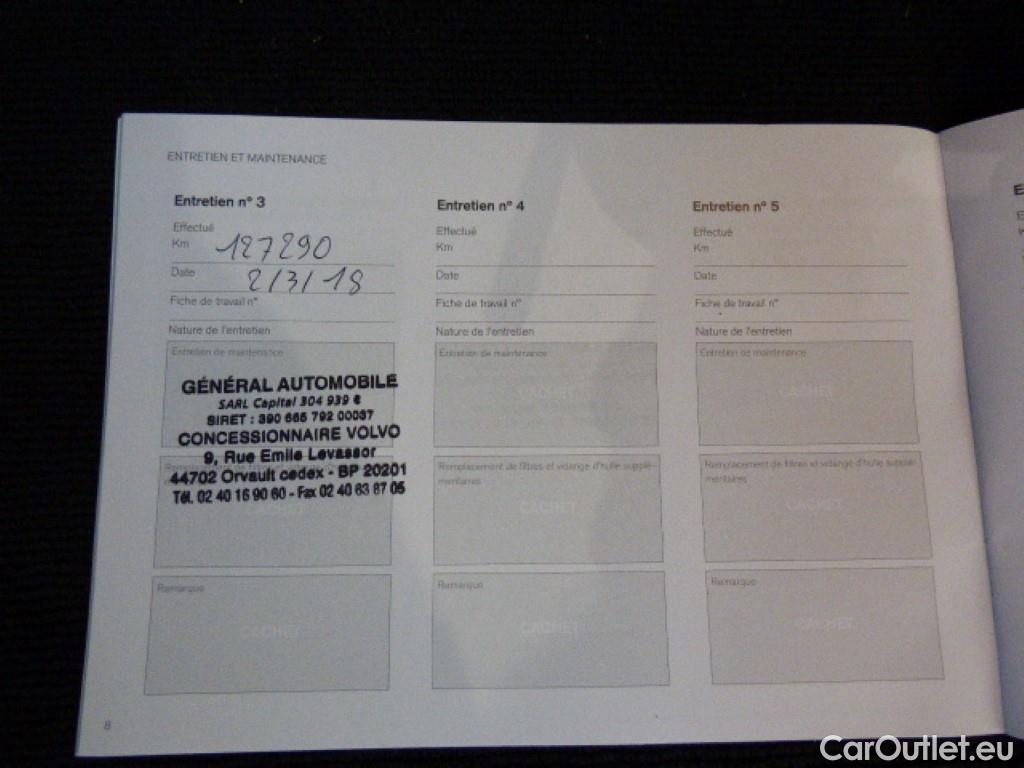 ENTRETIEN ET MAINTENANCE
Entretien n° 3
Effectué
Km 127290
Date 2/3/18
Fiche de travail n°
Nature de l'entretien
Entretien de maintenance
GÉNÉRAL AUTOMOBILE
SARL Capital 304 939 €
SIRET : 390 665 792 00037
CONCESSIONNAIRE VOLVO
9, Rue Emile Levassor
44702 Orvault cedex - BP 20201
Tél. 02 40 16 90 60 - Fax 02 40 63 87 05
CACHET
Remarque
CACHET
Entretien n° 4
Effectué
Km
Date
Fiche de travail n°
Nature de l'entretien
Entretien de maintenance
Remplacement de filtres et vidange d'huile supplé-
mentaires
CACHET
Remarque
CACHET
Entretien n° 5
Effectué
Km
Date
Fiche de travail n°
Nature de l'entretien
Entretien de maintenance
CACHET
Remplacement de filtres et vidange d'huile supplé-
mentaires
CACHET
Remarque
CACHET
8
CarOutlet.eu